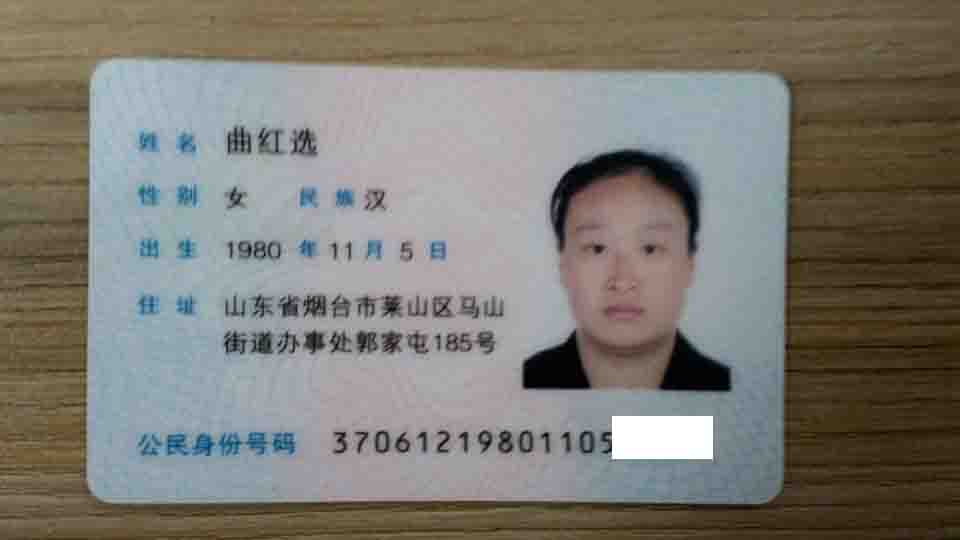 姓名 曲红选
性别 女 民族 汉
出生 1980 年 11 月 5 日
住址 山东省烟台市莱山区马山
街道办事处郭家屯185号
公民身份号码 37061219801105